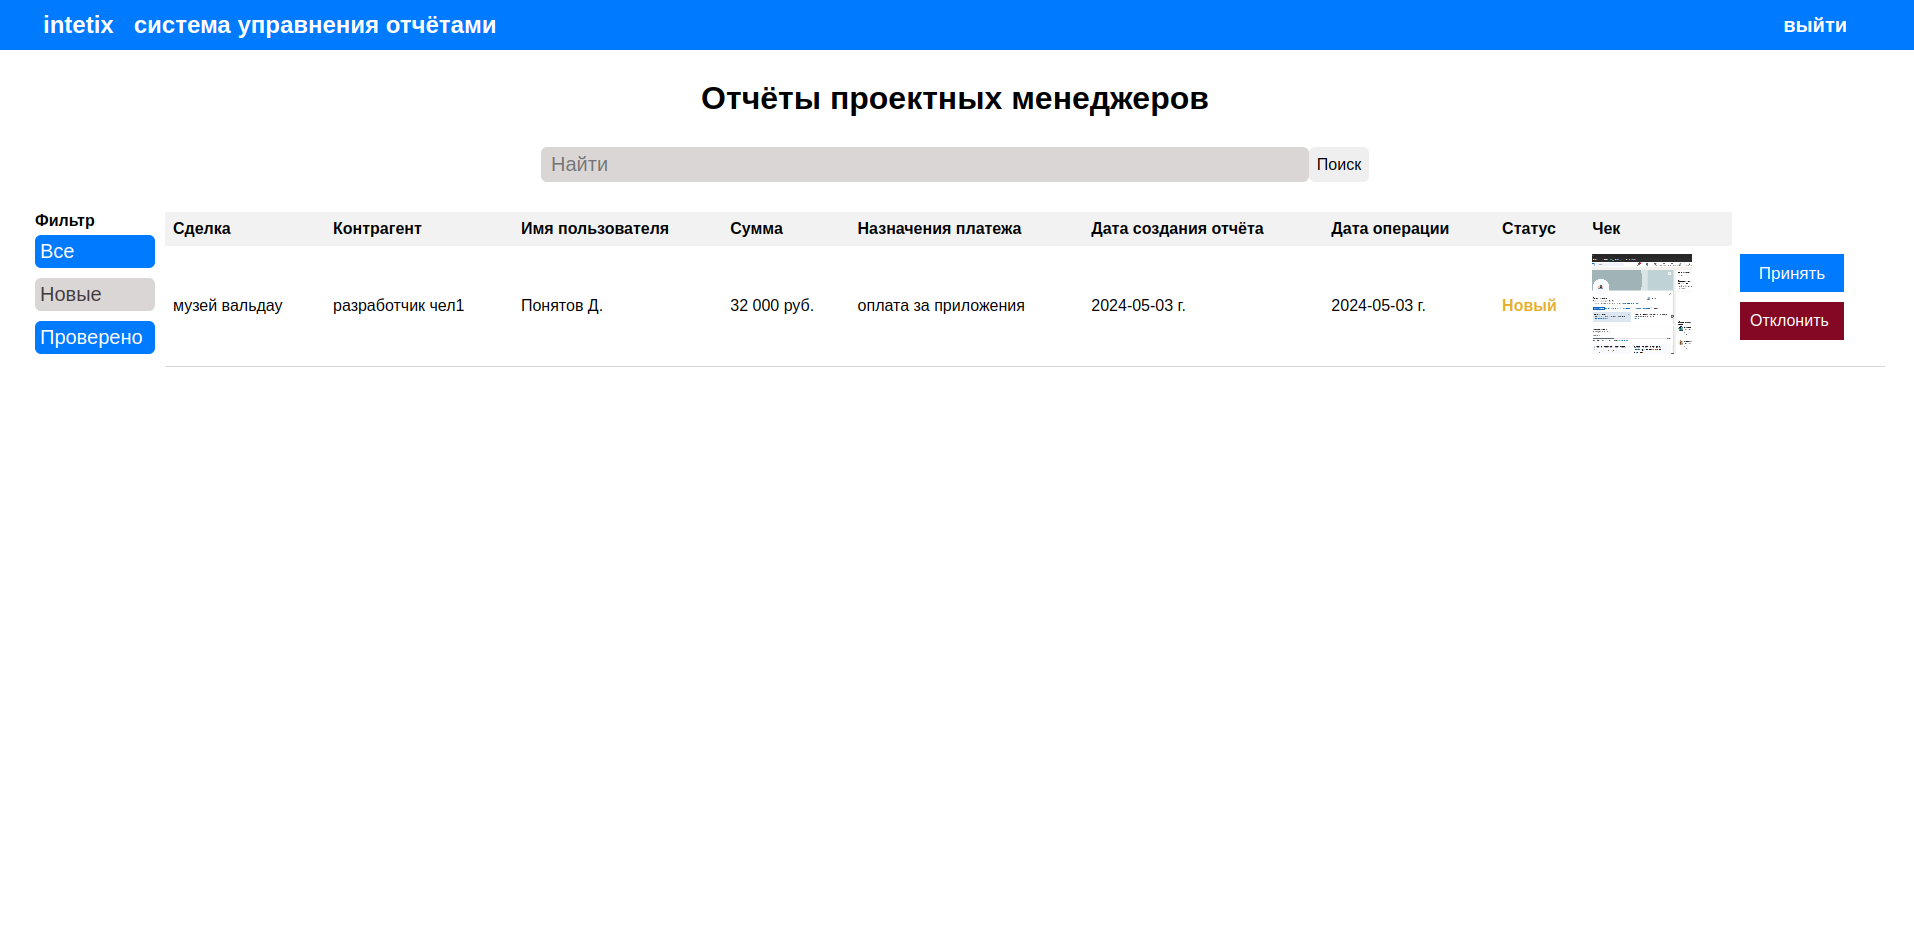 intetix система управления отчётами выйти
Отчёты проектных менеджеров
Найти Поиск
Фильтр
Все
Новые
Проверено
Сделка Контрагент Имя пользователя Сумма Назначения платежа Дата создания отчёта Дата операции Статус Чек
музей вальдау разработчик чел1 Понятов Д. 32 000 руб. оплата за приложения 2024-05-03 г. 2024-05-03 г. Новый
Принять
Отклонить